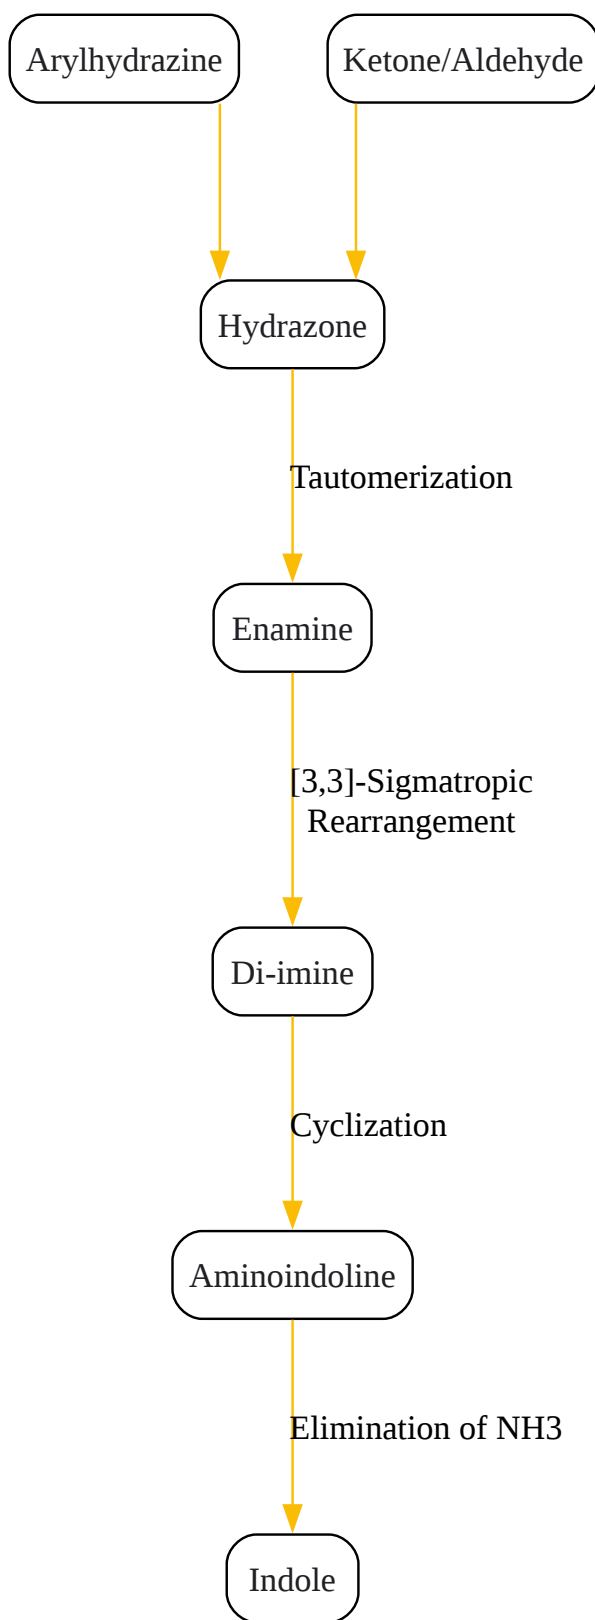 Arylhydrazine
Ketone/Aldehyde
Hydrazone
Tautomerization
Enamine
[3,3]-Sigmatropic
Rearrangement
Di-imine
Cyclization
Aminoindoline
Elimination of NH3
Indole